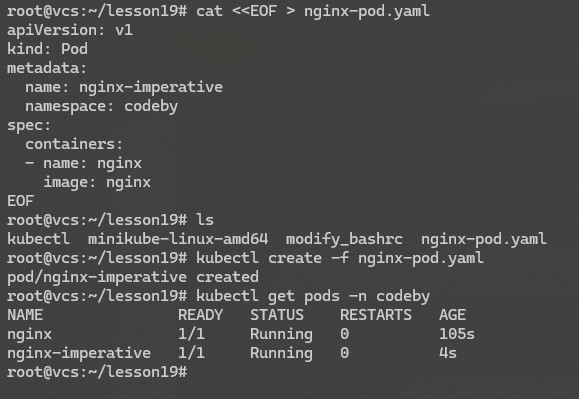 root@vcs:~/lesson19# cat <<EOF > nginx-pod.yaml
apiVersion: v1
kind: Pod
metadata:
  name: nginx-imperative
  namespace: codeby
spec:
  containers:
  - name: nginx
    image: nginx
EOF
root@vcs:~/lesson19# ls
kubectl  minikube-linux-amd64  modify_bashrc  nginx-pod.yaml
root@vcs:~/lesson19# kubectl create -f nginx-pod.yaml
pod/nginx-imperative created
root@vcs:~/lesson19# kubectl get pods -n codeby
NAME               READY   STATUS    RESTARTS   AGE
nginx              1/1     Running   0          105s
nginx-imperative   1/1     Running   0          4s
root@vcs:~/lesson19#